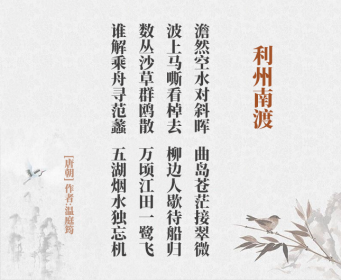 利州南渡
澹然空水对斜晖 曲岛苍茫接翠微
波上马嘶看棹去 柳边人歇待船归
数丛沙草群鸥散 万顷江田一鹭飞
谁解乘舟寻范蠡 五湖烟水独忘机
[唐朝] 作者:温庭筠